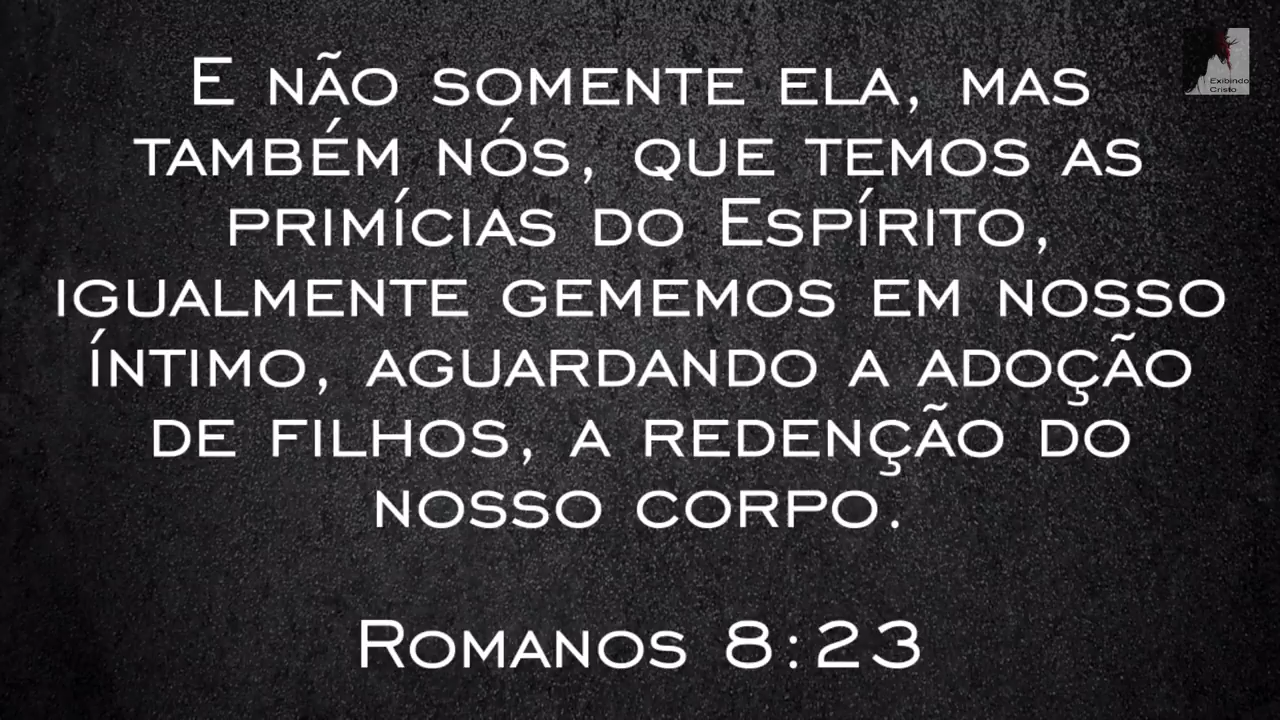 E não somente ela, mas
também nós, que temos as
primícias do Espírito,
igualmente gememos em nosso
íntimo, aguardando a adoção
de filhos, a redenção do
nosso corpo.
Romanos 8:23
Exibindo
Cristo